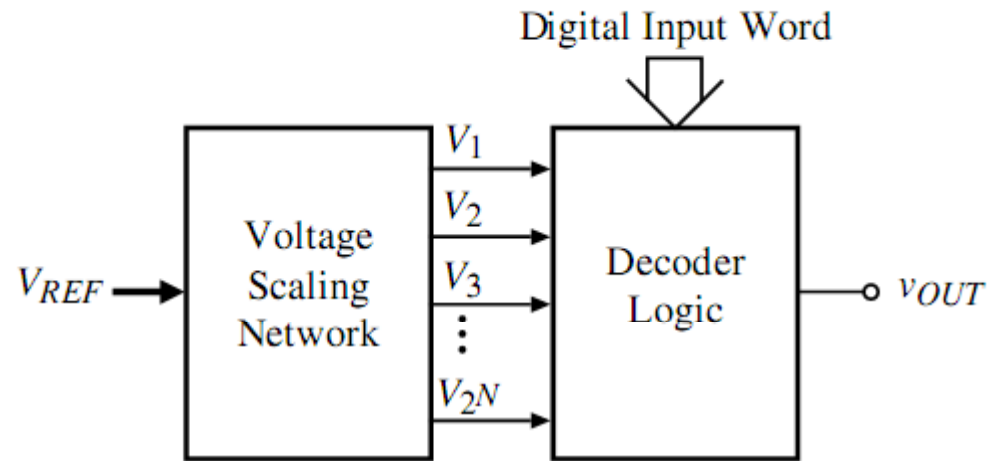 Digital Input Word
V1
V2
V3
V2N
VREF
Voltage
Scaling
Network
Decoder
Logic
vOUT